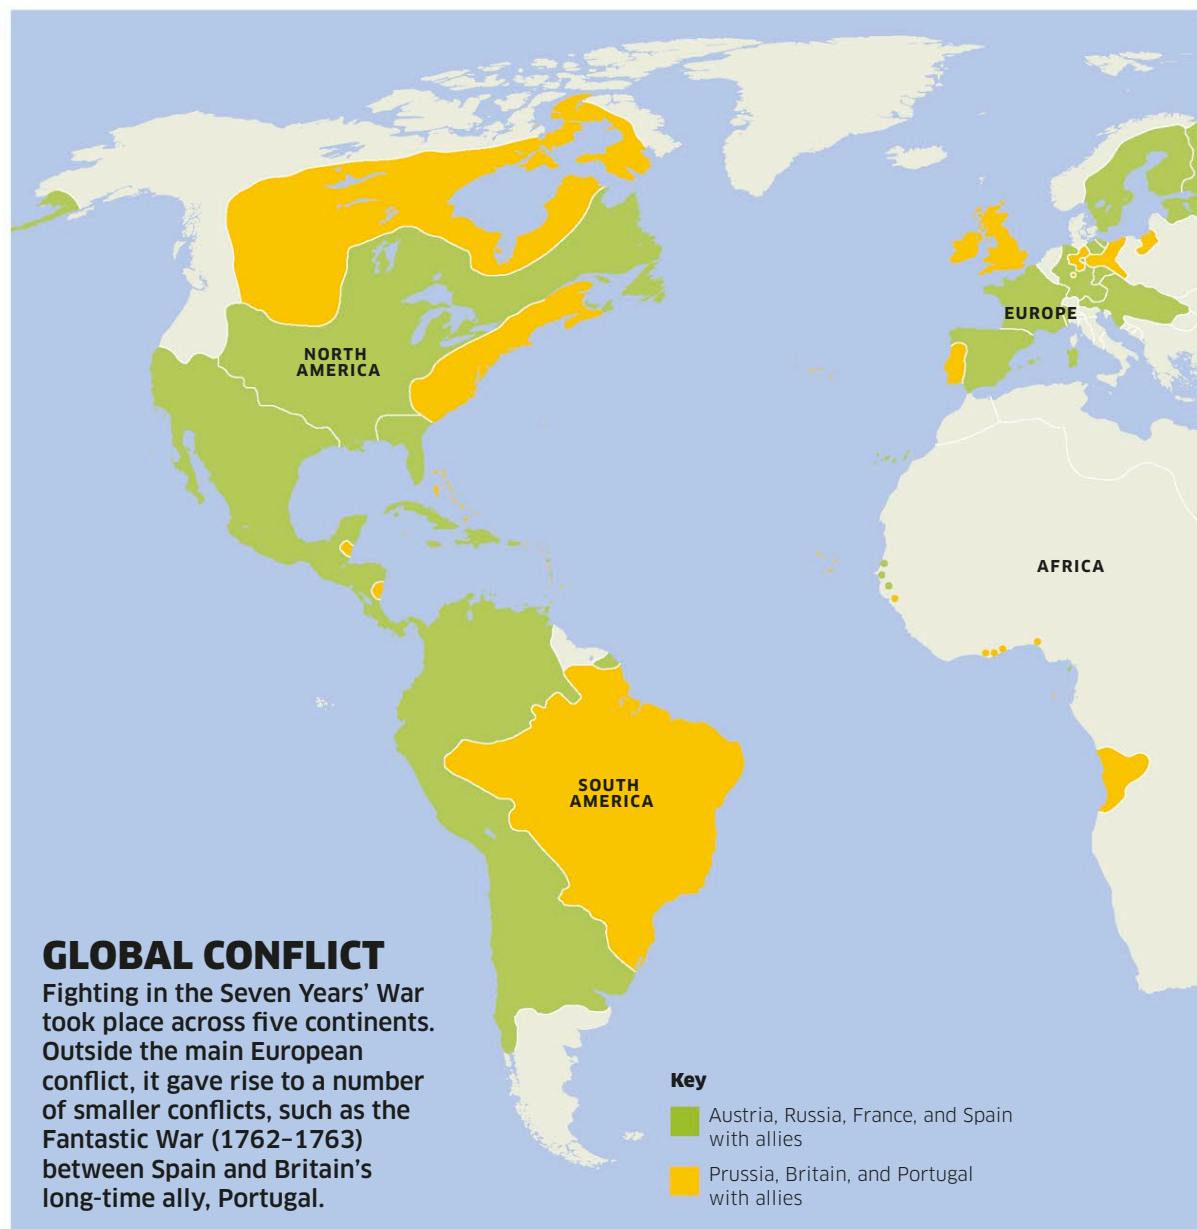 NORTH
AMERICA
EUROPE
AFRICA
SOUTH
AMERICA
GLOBAL CONFLICT
Fighting in the Seven Years’ War
took place across five continents.
Outside the main European
conflict, it gave rise to a number
of smaller conflicts, such as the
Fantastic War (1762–1763)
between Spain and Britain’s
long-time ally, Portugal.
Key
Austria, Russia, France, and Spain
with allies
Prussia, Britain, and Portugal
with allies